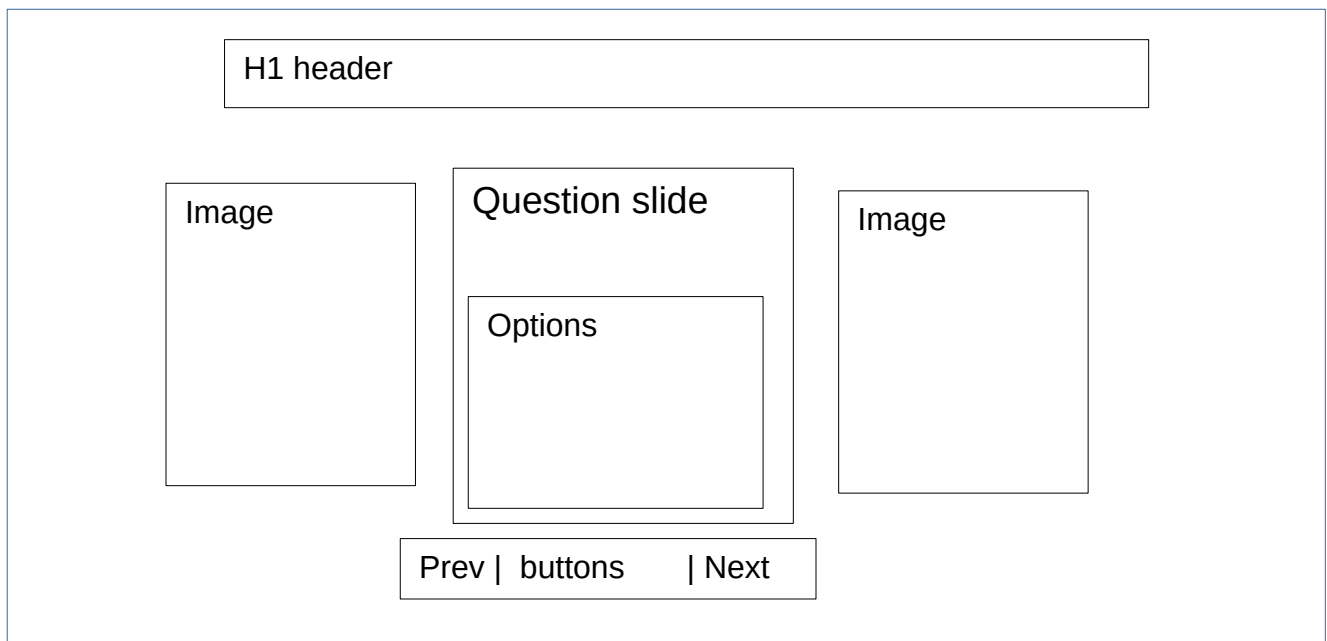 H1 header
Image
Question slide
Image
Options
Prev | buttons | Next